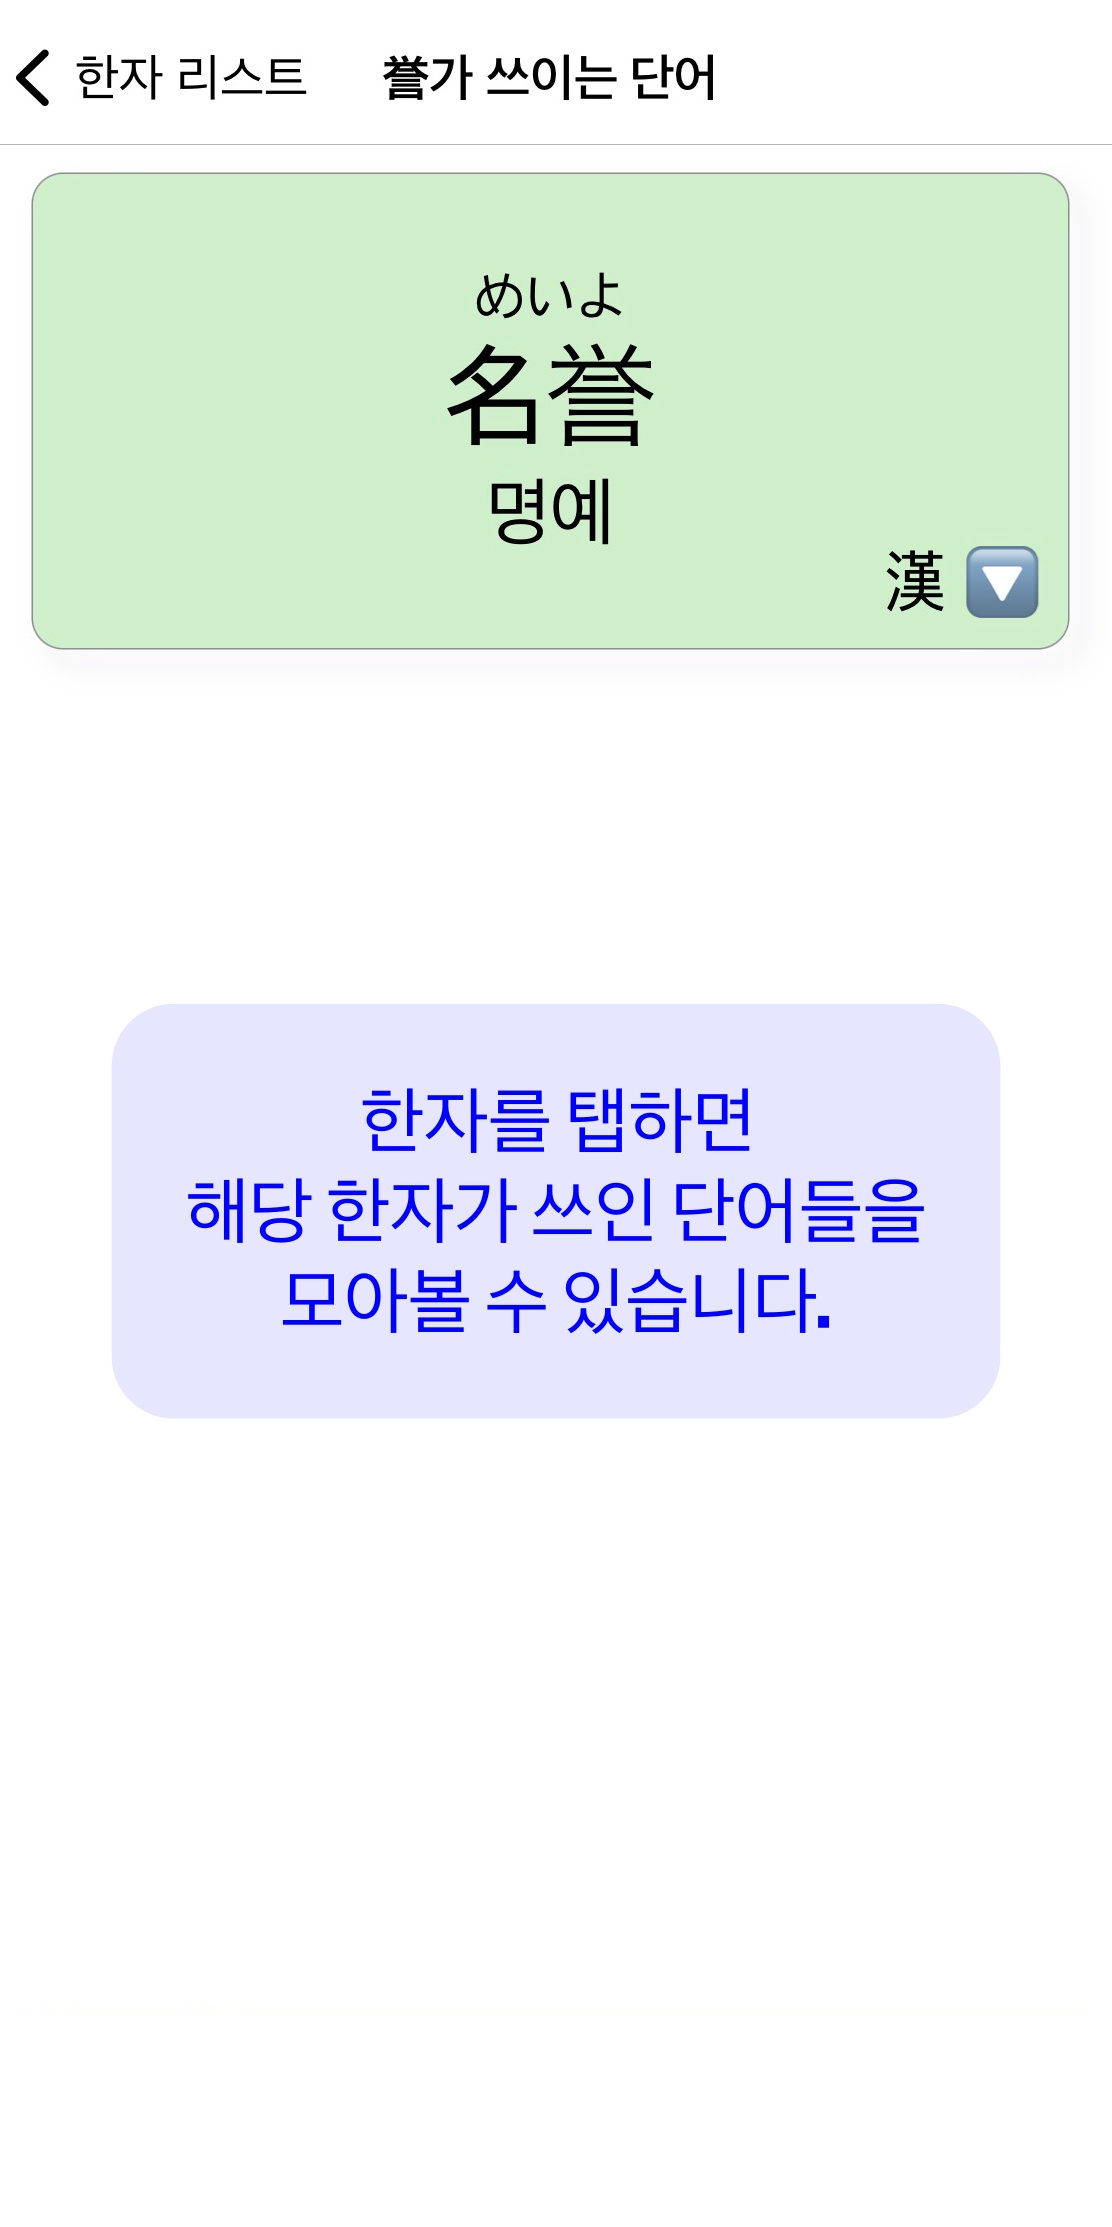 한자 리스트
誉가 쓰이는 단어
めいよ
名誉
명예
漢
한자를 탭하면
해당 한자가 쓰인 단어들을
모아볼 수 있습니다.